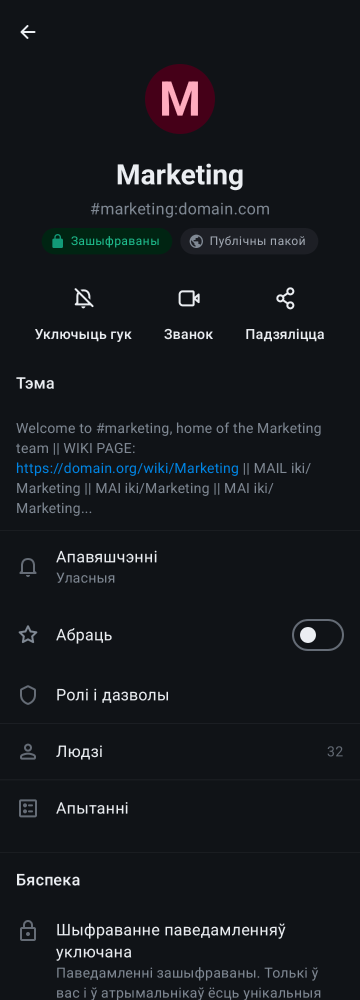 M
Marketing
#marketing:domain.com
Зашыфраваны
Публічны пакой
Уключыць гук
Званок
Падзяліцца
Тэма
Welcome to #marketing, home of the Marketing
team || WIKI PAGE:
https://domain.org/wiki/Marketing || MAIL iki/
Marketing || MAI iki/Marketing || MAI iki/
Marketing...
Апавяшчэнні
Уласныя
Абраць
Ролі і дазволы
Людзі 32
Апытанні
Бяспека
Шыфраванне паведамленняў
уключана
Паведамленні зашыфраваны. Толькі ў
вас і ў атрымальнікаў ёсць унікальныя